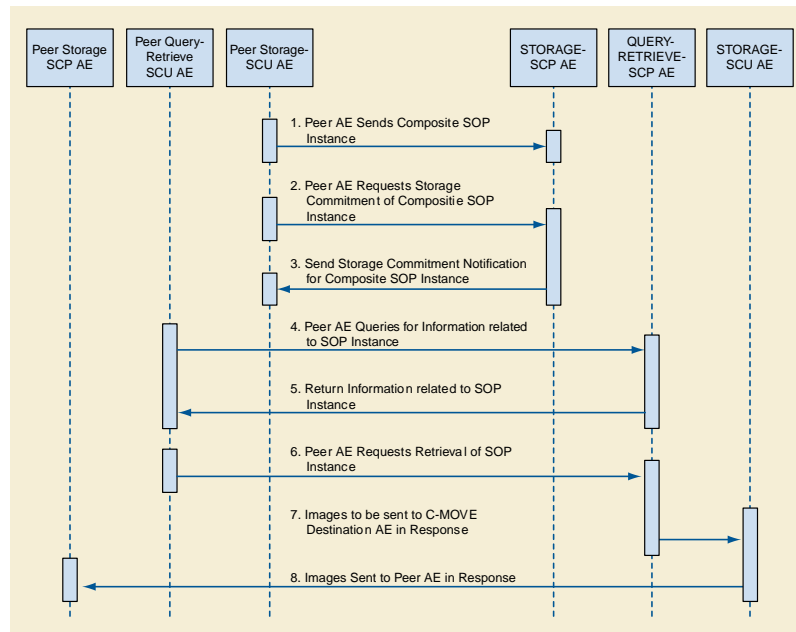 Peer Storage
SCP AE
Peer Query-
Retrieve
SCU AE
Peer Storage-
SCU AE
STORAGE-
SCP AE
QUERY-
RETRIEVE-
SCP AE
STORAGE-
SCU AE
1. Peer AE Sends Composite SOP
Instance
2. Peer AE Requests Storage
Commitment of Compositie SOP
Instance
3. Send Storage Commitment Notification
for Composite SOP Instance
4. Peer AE Queries for Information related
to SOP Instance
5. Return Information related to SOP
Instance
6. Peer AE Requests Retrieval of SOP
Instance
7. Images to be sent to C-MOVE
Destination AE in Response
8. Images Sent to Peer AE in Response